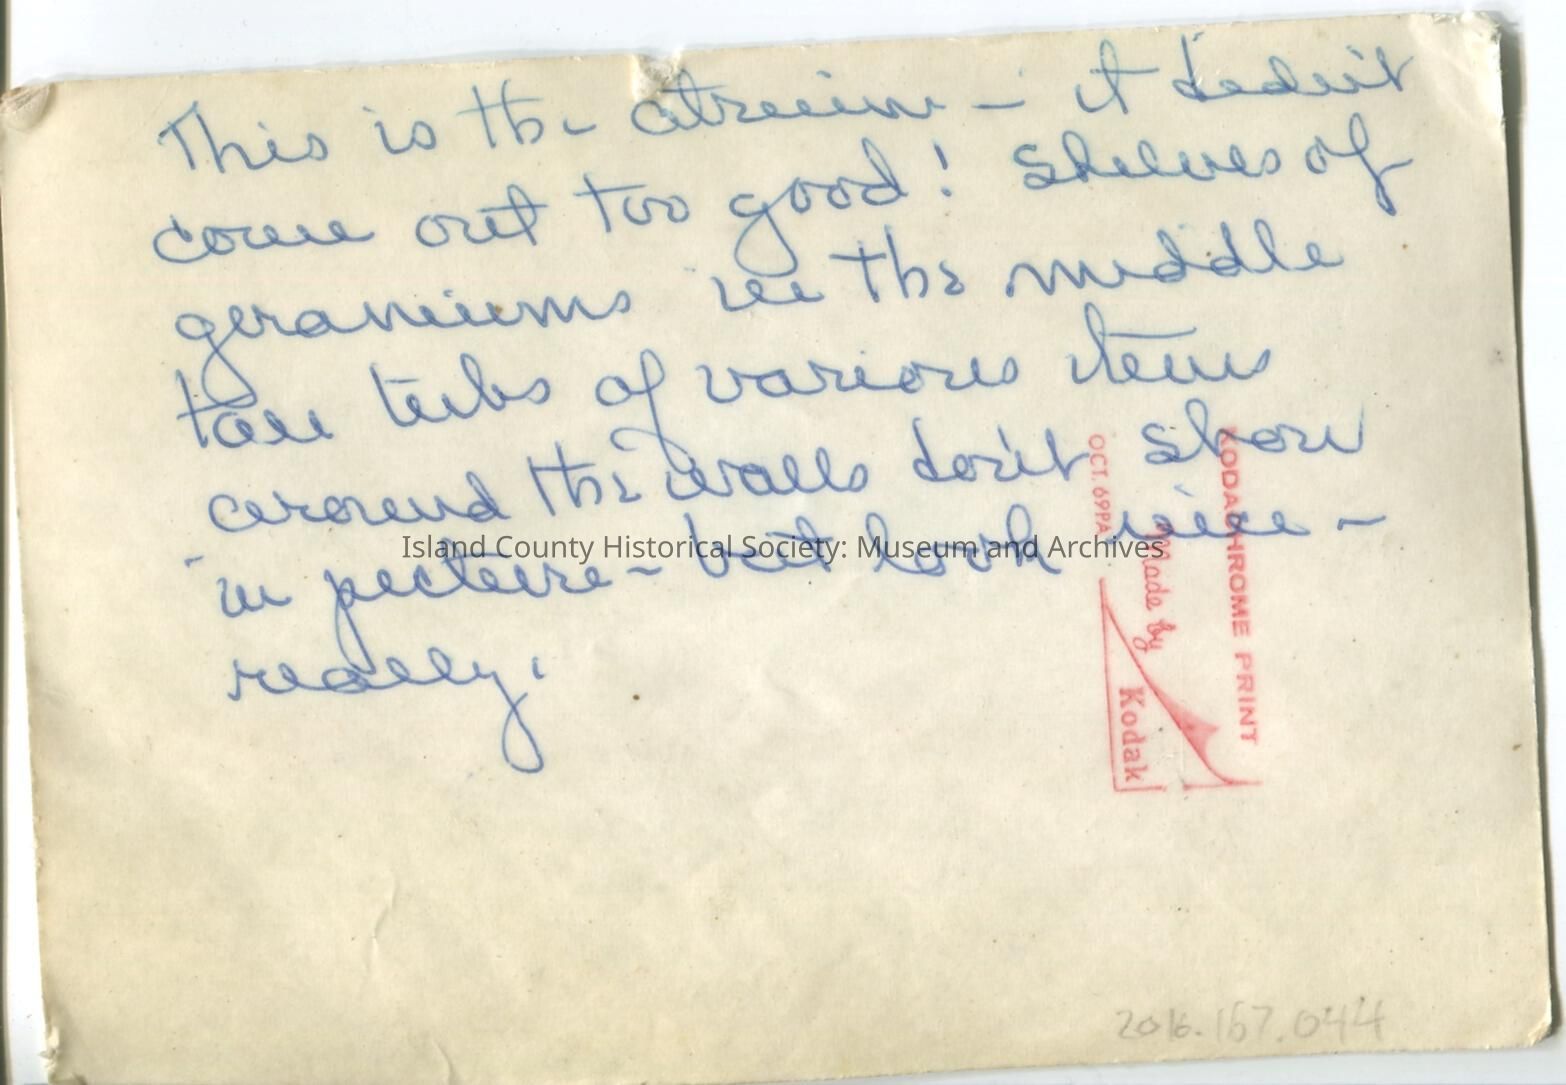 This is the atrium – it didn't
come out too good! Shelves of
geraniums in the middle
tall tubs of various items
around the walls don't show
in picture – but look nice –
really.
Island County Historical Society: Museum and Archives
KODACHROME PRINT
Made by
Kodak
OCT. 69PA
2016.167.044